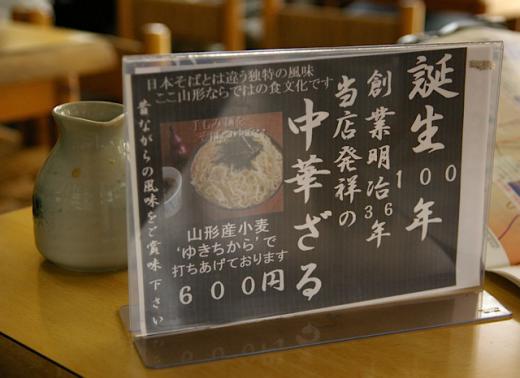 誕生100年
創業明治36年
当店発祥の
中華ざる
日本そばとは違う独特の風味
ここ山形ならではの食文化です
山形産小麦
‘ゆきちから’で
打ちあげております
600円
昔ながらの風味をご賞味下さい